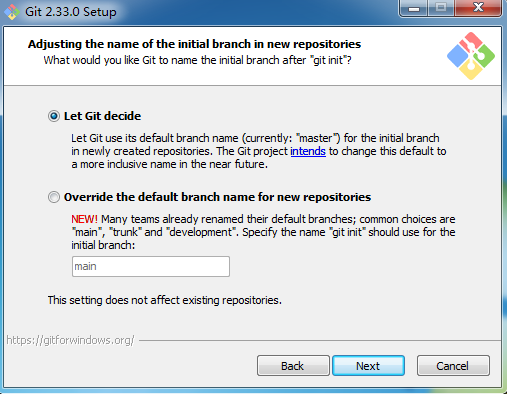 Git 2.33.0 Setup
Adjusting the name of the initial branch in new repositories
What would you like Git to name the initial branch after "git init"?
Let Git decide
Let Git use its default branch name (currently: "master") for the initial branch
in newly created repositories. The Git project intends to change this default to
a more inclusive name in the near future.
Override the default branch name for new repositories
NEW! Many teams already renamed their default branches; common choices are
"main", "trunk" and "development". Specify the name "git init" should use for the
initial branch:
main
This setting does not affect existing repositories.
https://gitforwindows.org/
Back
Next
Cancel